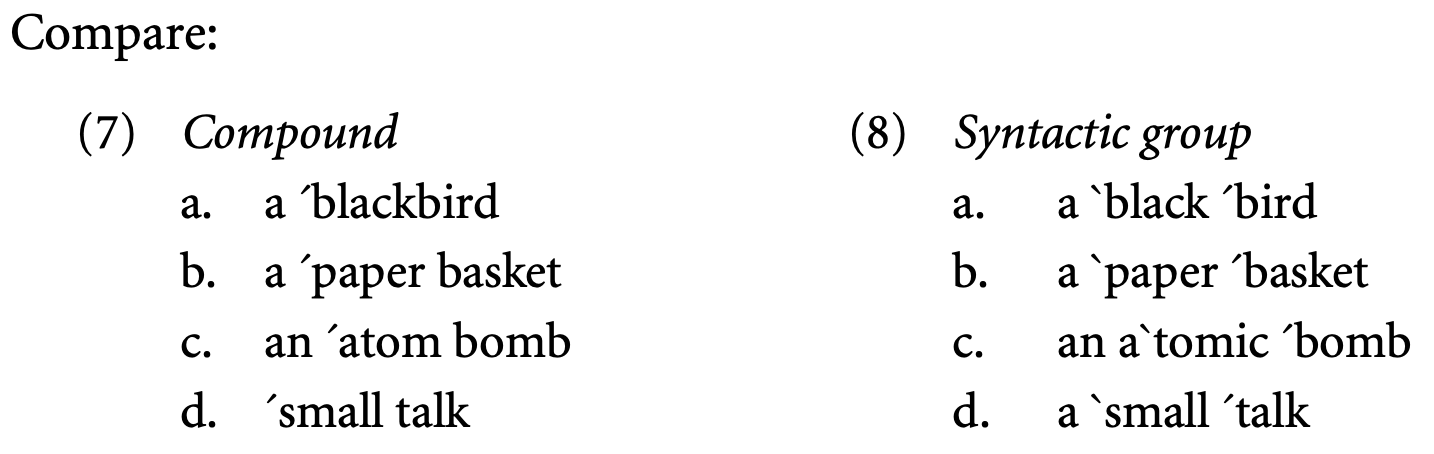 Compare:
(7) Compound
a. a ´blackbird
b. a ´paper basket
c. an ´atom bomb
d. ´small talk
(8) Syntactic group
a. a `black ´bird
b. a `paper ´basket
c. an a`tomic ´bomb
d. a `small ´talk